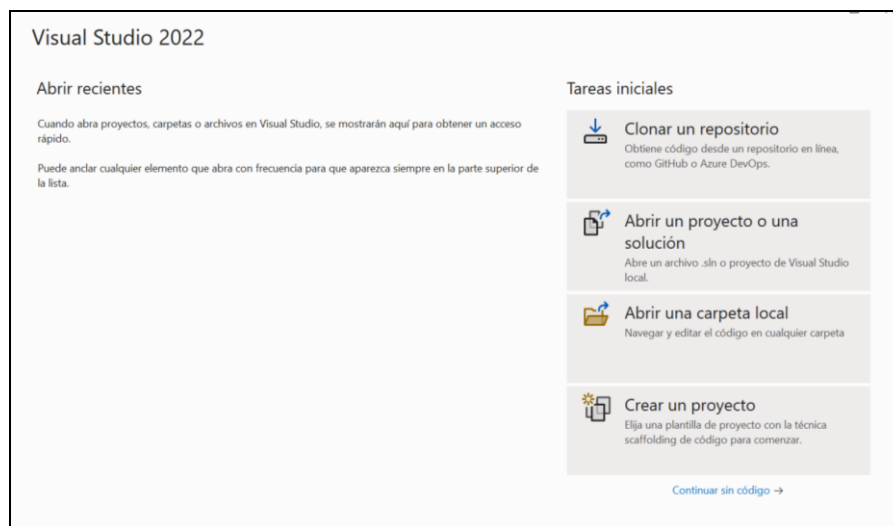 Visual Studio 2022
Abrir recientes
Cuando abra proyectos, carpetas o archivos en Visual Studio, se mostrarán aquí para obtener un acceso
rápido.
Puede anclar cualquier elemento que abra con frecuencia para que aparezca siempre en la parte superior de
la lista.
Tareas iniciales
Clonar un repositorio
Obtiene código desde un repositorio en línea,
como GitHub o Azure DevOps.
Abrir un proyecto o una
solución
Abre un archivo .sln o proyecto de Visual Studio
local.
Abrir una carpeta local
Navegar y editar el código en cualquier carpeta
Crear un proyecto
Elija una plantilla de proyecto con la técnica
scaffolding de código para comenzar.
Continuar sin código →